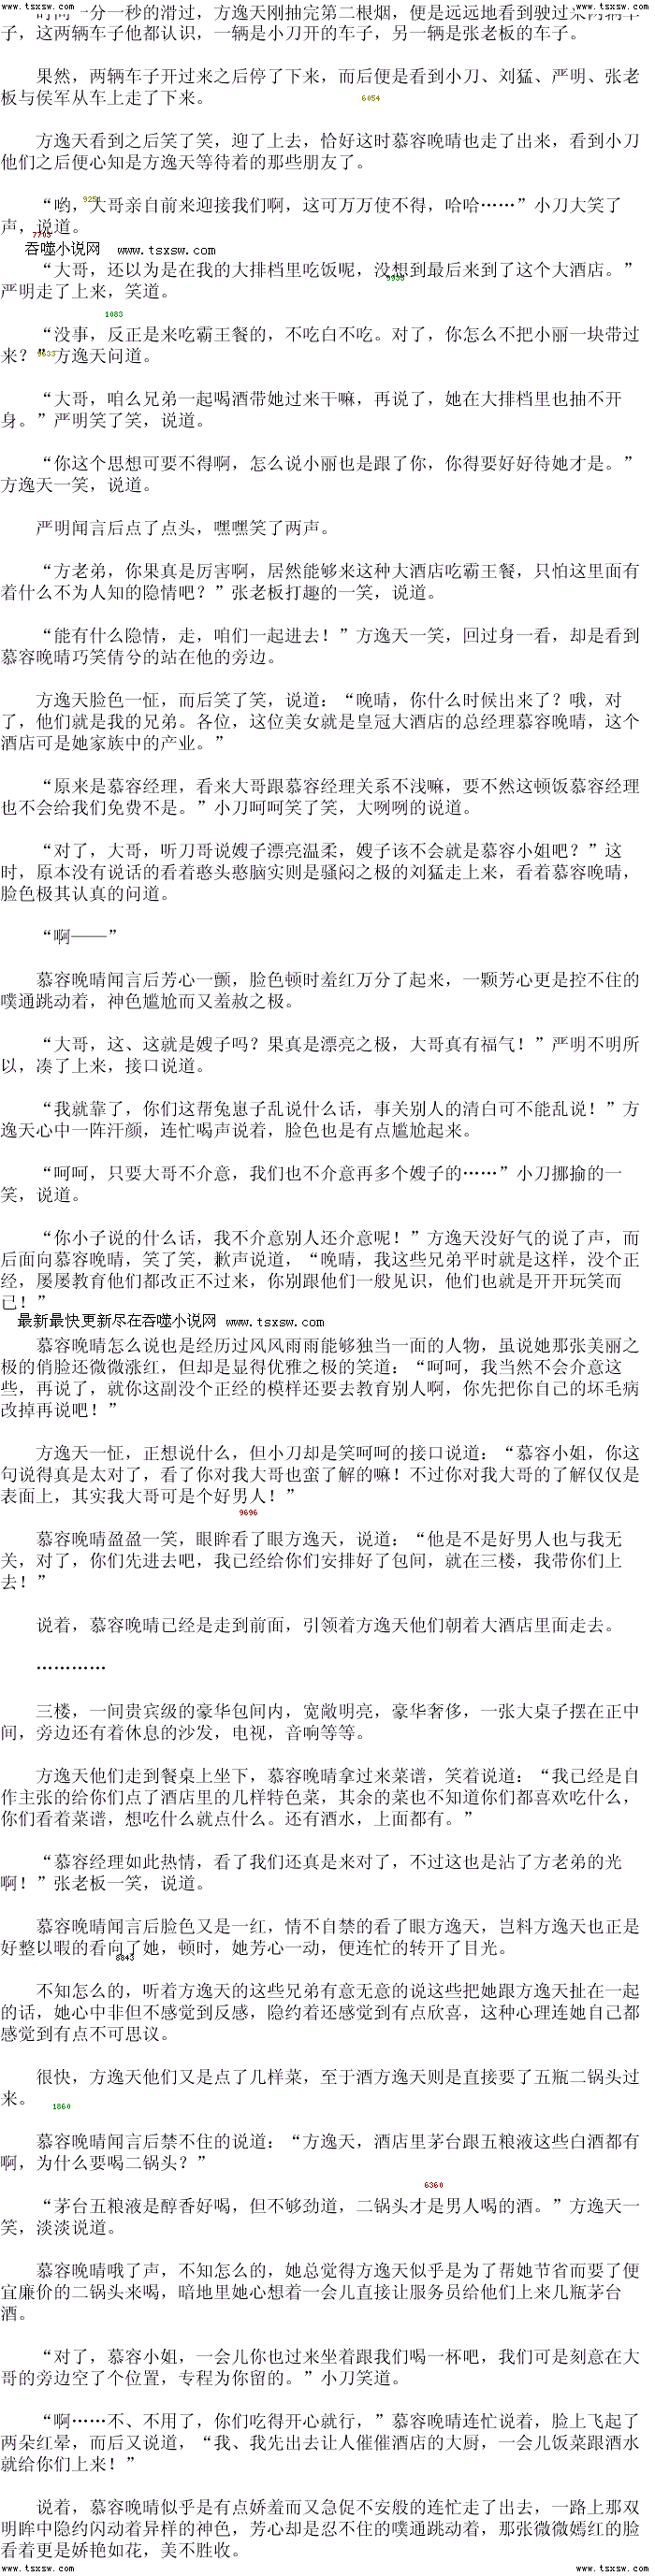 www.tsxsw.com www.tsxsw.com
时间一分一秒的滑过，方逸天刚抽完第二根烟，便是远远地看到驶过来两辆车
子，这两辆车子他都认识，一辆是小刀开的车子，另一辆是张老板的车子。
果然，两辆车子开过来之后停了下来，而后便是看到小刀、刘猛、严明、张老
板与侯军从车上走了下来。
6054
方逸天看到之后笑了笑，迎了上去，恰好这时慕容晚晴也走了出来，看到小刀
他们之后便心知是方逸天等待着的那些朋友了。
9251
“哟，大哥亲自前来迎接我们啊，这可万万使不得，哈哈……”小刀大笑了
声，说道。
7703
吞噬小说网 www.tsxsw.com
“大哥，还以为是在我的大排档里吃饭呢，没想到最后来到了这个大酒店。”
严明走了上来，笑道。
1083
“没事，反正是来吃霸王餐的，不吃白不吃。对了，你怎么不把小丽一块带过
来？”方逸天问道。
9633
“大哥，咱么兄弟一起喝酒带她过来干嘛，再说了，她在大排档里也抽不开
身。”严明笑了笑，说道。
“你这个思想可要不得啊，怎么说小丽也是跟了你，你得要好好待她才是。”
方逸天一笑，说道。
严明闻言后点了点头，嘿嘿笑了两声。
“方老弟，你果真是厉害啊，居然能够来这种大酒店吃霸王餐，只怕这里面有
着什么不为人知的隐情吧？”张老板打趣的一笑，说道。
“能有什么隐情，走，咱们一起进去！”方逸天一笑，回过身一看，却是看到
慕容晚晴巧笑倩兮的站在他的旁边。
方逸天脸色一怔，而后笑了笑，说道：“晚晴，你什么时候出来了？哦，对
了，他们就是我的兄弟。各位，这位美女就是皇冠大酒店的总经理慕容晚晴，这个
酒店可是她家族中的产业。”
“原来是慕容经理，看来大哥跟慕容经理关系不浅嘛，要不然这顿饭慕容经理
也不会给我们免费不是。”小刀呵呵笑了笑，大咧咧的说道。
“对了，大哥，听刀哥说嫂子漂亮温柔，嫂子该不会就是慕容小姐吧？”这
时，原本没有说话的看着憨头憨脑实则是骚闷之极的刘猛走上来，看着慕容晚晴，
脸色极其认真的问道。
“啊——”
慕容晚晴闻言后芳心一颤，脸色顿时羞红万分了起来，一颗芳心更是控不住的
噗通跳动着，神色尴尬而又羞赦之极。
“大哥，这、这就是嫂子吗？果真是漂亮之极，大哥真有福气！”严明不明所
以，凑了上来，接口说道。
“我就靠了，你们这帮兔崽子乱说什么话，事关别人的清白可不能乱说！”方
逸天心中一阵汗颜，连忙喝声说着，脸色也是有点尴尬起来。
“呵呵，只要大哥不介意，我们也不介意再多个嫂子的……”小刀揶揄的一
笑，说道。
“你小子说的什么话，我不介意别人还介意呢！”方逸天没好气的说了声，而
后面向慕容晚晴，笑了笑，歉声说道，“晚晴，我这些兄弟平时就是这样，没个正
经，屡屡教育他们都改正不过来，你别跟他们一般见识，他们也就是开开玩笑而
已！”
最新最快更新尽在吞噬小说网 www.tsxsw.com
慕容晚晴怎么说也是经历过风风雨雨能够独当一面的人物，虽说她那张美丽之
极的俏脸还微微涨红，但却是显得优雅之极的笑道：“呵呵，我当然不会介意这
些，再说了，就你这副没个正经的模样还要去教育别人啊，你先把你自己的坏毛病
改掉再说吧！”
方逸天一怔，正想说什么，但小刀却是笑呵呵的接口说道：“慕容小姐，你这
句说得真是太对了，看了你对我大哥也蛮了解的嘛！不过你对我大哥的了解仅仅是
表面上，其实我大哥可是个好男人！”
9696
慕容晚晴盈盈一笑，眼眸看了眼方逸天，说道：“他是不是好男人也与我无
关，对了，你们先进去吧，我已经给你们安排好了包间，就在三楼，我带你们上
去！”
说着，慕容晚晴已经是走到前面，引领着方逸天他们朝着大酒店里面走去。
…………
三楼，一间贵宾级的豪华包间内，宽敞明亮，豪华奢侈，一张大桌子摆在正中
间，旁边还有着休息的沙发，电视，音响等等。
方逸天他们走到餐桌上坐下，慕容晚晴拿过来菜谱，笑着说道：“我已经是自
作主张的给你们点了酒店里的几样特色菜，其余的菜也不知道你们都喜欢吃什么，
你们看着菜谱，想吃什么就点什么。还有酒水，上面都有。”
“慕容经理如此热情，看了我们还真是来对了，不过这也是沾了方老弟的光
啊！”张老板一笑，说道。
慕容晚晴闻言后脸色又是一红，情不自禁的看了眼方逸天，岂料方逸天也正是
好整以暇的看向了她，顿时，她芳心一动，便连忙的转开了目光。
8843
不知怎么的，听着方逸天的这些兄弟有意无意的说这些把她跟方逸天扯在一起
的话，她心中非但不感觉到反感，隐约着还感觉到有点欣喜，这种心理连她自己都
感觉到有点不可思议。
很快，方逸天他们又是点了几样菜，至于酒方逸天则是直接要了五瓶二锅头过
来。
1860
慕容晚晴闻言后禁不住的说道：“方逸天，酒店里茅台跟五粮液这些白酒都有
啊，为什么要喝二锅头？”
6360
“茅台五粮液是醇香好喝，但不够劲道，二锅头才是男人喝的酒。”方逸天一
笑，淡淡说道。
慕容晚晴哦了声，不知怎么的，她总觉得方逸天似乎是为了帮她节省而要了便
宜廉价的二锅头来喝，暗地里她心想着一会儿直接让服务员给他们上来几瓶茅台
酒。
“对了，慕容小姐，一会儿你也过来坐着跟我们喝一杯吧，我们可是刻意在大
哥的旁边空了个位置，专程为你留的。”小刀笑道。
“啊……不、不用了，你们吃得开心就行，”慕容晚晴连忙说着，脸上飞起了
两朵红晕，而后又说道，“我、我先出去让人催催酒店的大厨，一会儿饭菜跟酒水
就给你们上来！”
说着，慕容晚晴似乎是有点娇羞而又急促不安般的连忙走了出去，一路上那双
明眸中隐约闪动着异样的神色，芳心却是忍不住的噗通跳动着，那张微微嫣红的脸
看着更是娇艳如花，美不胜收。
www.tsxsw.com www.tsxsw.com